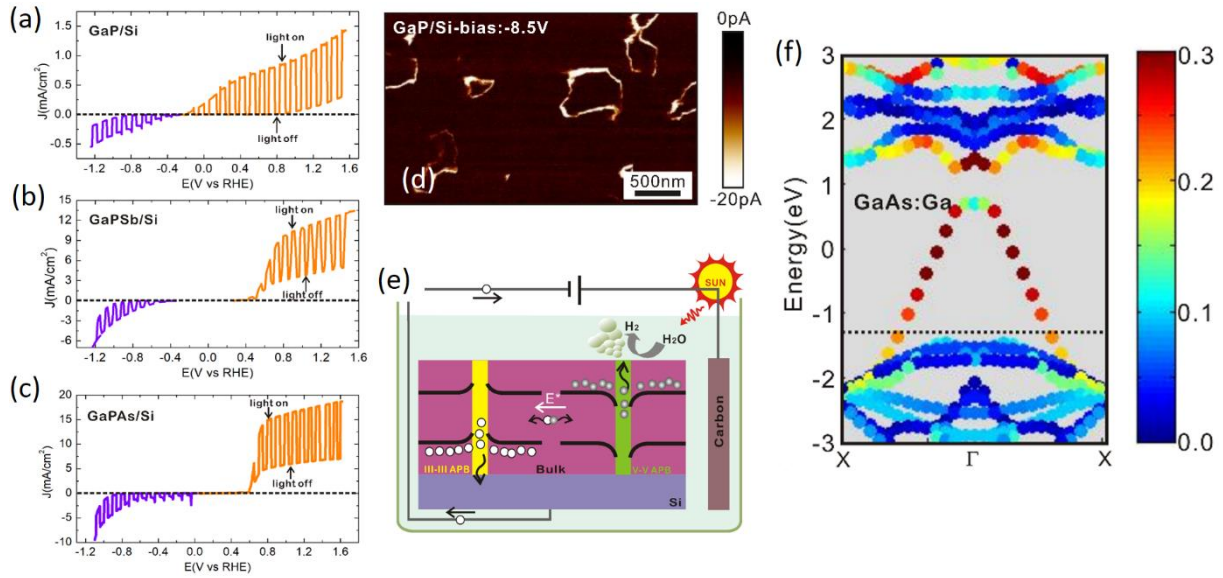 (a)
GaP/Si
light on
light off
J(mA/cm²)
1.5
1.0
0.5
0.0
-0.5
-1.2 -0.8 -0.4 0.0 0.4 0.8 1.2 1.6
E(V vs RHE)
(b)
GaPSb/Si
light on
light off
J(mA/cm²)
15
12
9
6
3
0
-3
-6
-1.2 -0.8 -0.4 0.0 0.4 0.8 1.2 1.6
E(V vs RHE)
(c)
GaPAs/Si
light on
light off
J(mA/cm²)
20
15
10
5
0
-5
-10
-1.2 -0.8 -0.4 0.0 0.4 0.8 1.2 1.6
E(V vs RHE)
GaP/Si-bias:-8.5V
(d)
500nm
0pA
-20pA
(e)
SUN
H₂
H₂O
E*
III-III APB
Bulk
V-V APB
Si
Carbon
(f)
GaAs:Ga
Energy(eV)
3
2
1
0
-1
-2
-3
X Γ X
0.3
0.2
0.1
0.0